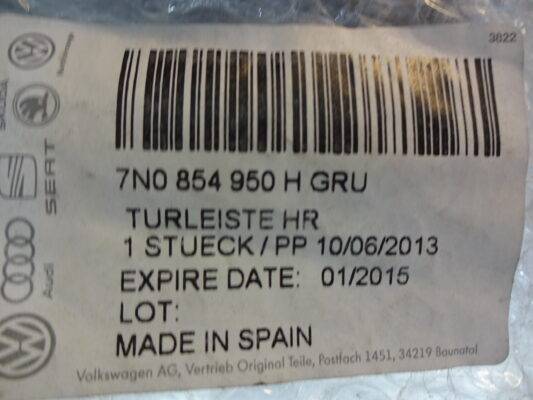 3822
7N0 854 950 H GRU
TURLEISTE HR
1 STUECK / PP 10/06/2013
EXPIRE DATE: 01/2015
LOT:
MADE IN SPAIN
Volkswagen AG, Vertrieb Original Teile, Postfach 1451, 34219 Baunatal
SKODA
SEAT
Audi